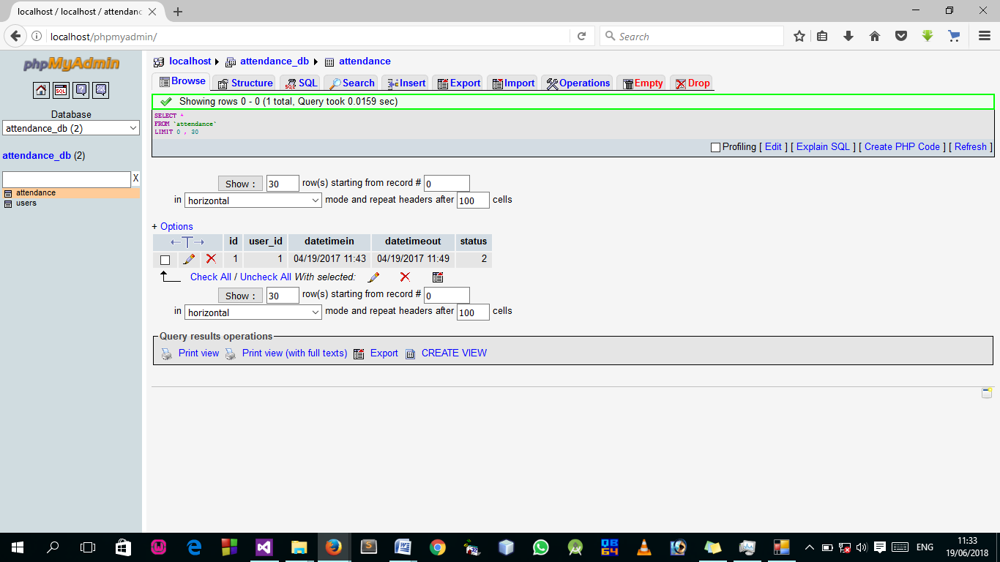 localhost / localhost / attendanc
localhost/phpmyadmin/
Search
phpMyAdmin
SQL
Database
attendance_db (2)
attendance_db (2)
X
attendance
users
localhost attendance_db attendance
Browse Structure SQL Search Insert Export Import Operations Empty Drop
Showing rows 0 - 0 (1 total, Query took 0.0159 sec)
SELECT *
FROM `attendance`
LIMIT 0 , 30
Profiling [ Edit ] [ Explain SQL ] [ Create PHP Code ] [ Refresh ]
Show : 30 row(s) starting from record # 0
in horizontal mode and repeat headers after 100 cells
+ Options
←T→ id user_id datetimein datetimeout status
1 1 04/19/2017 11:43 04/19/2017 11:49 2
Check All / Uncheck All With selected:
Show : 30 row(s) starting from record # 0
in horizontal mode and repeat headers after 100 cells
Query results operations
Print view Print view (with full texts) Export CREATE VIEW
ENG
11:33
19/06/2018